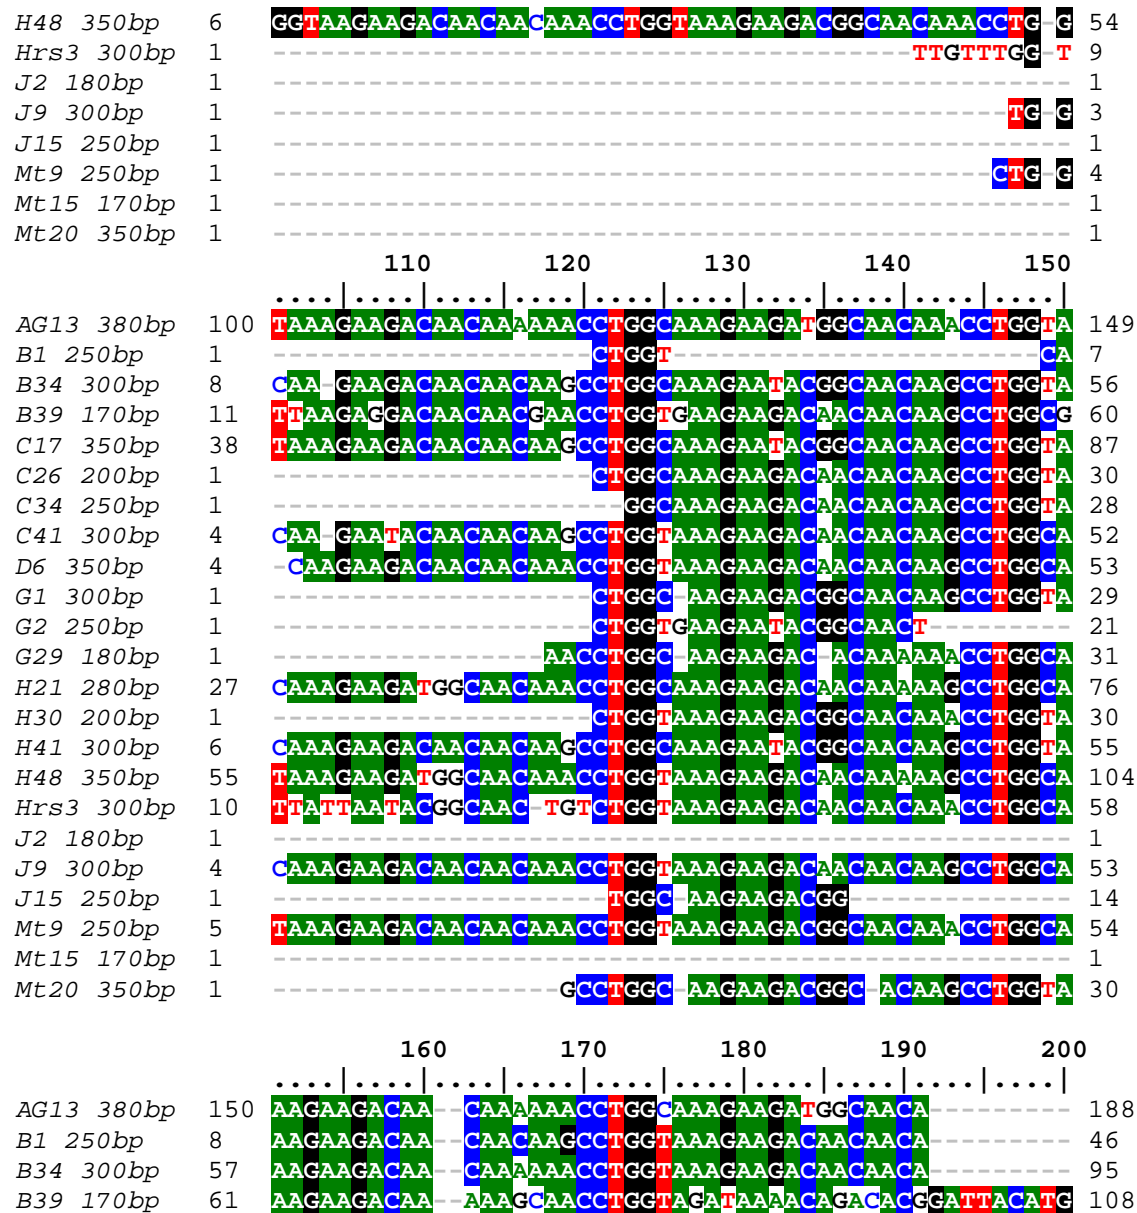 H48 350bp 6 GGTAAGAAGACAACAACAAACCTGGTAAAGAAGACGGCAACAAACCTG-G 54
Hrs3 300bp 1 ----------------------------------------TTGTTTGG-T 9
J2 180bp 1 -------------------------------------------------- 1
J9 300bp 1 ----------------------------------------------TG-G 3
J15 250bp 1 -------------------------------------------------- 1
Mt9 250bp 1 ---------------------------------------------CTG-G 4
Mt15 170bp 1 -------------------------------------------------- 1
Mt20 350bp 1 -------------------------------------------------- 1
110 120 130 140 150
....|....|....|....|....|....|....|....|....|....|
AG13 380bp 100 TAAAGAAGACAACAAAAAACCTGGCAAAGAAGATGGCAACAAACCTGGTA 149
B1 250bp 1 --------------------CTGGT-----------------------CA 7
B34 300bp 8 CAA-GAAGACAACAACAAGCCTGGCAAAGAATACGGCAACAAGCCTGGTA 56
B39 170bp 11 TTAAGAGGACAACAACGAACCTGGTGAAGAAGACAACAACAAGCCTGGCG 60
C17 350bp 38 TAAAGAAGACAACAACAAGCCTGGCAAAGAATACGGCAACAAGCCTGGTA 87
C26 200bp 1 --------------------CTGGCAAAGAAGACAACAACAAGCCTGGTA 30
C34 250bp 1 ----------------------GGCAAAGAAGACAACAACAAGCCTGGTA 28
C41 300bp 4 CAA-GAATACAACAACAAGCCTGGTAAAGAAGACAACAACAAGCCTGGCA 52
D6 350bp 4 -CAAGAAGACAACAACAAACCTGGTAAAGAAGACAACAACAAGCCTGGCA 53
G1 300bp 1 --------------------CTGGC-AAGAAGACGGCAACAAGCCTGGTA 29
G2 250bp 1 --------------------CTGGTGAAGAATACGGCAACT--------- 21
G29 180bp 1 -----------------AACCTGGC-AAGAAGAC-ACAAAAAACCTGGCA 31
H21 280bp 27 CAAAGAAGATGGCAACAAACCTGGCAAAGAAGACAACAAAAAGCCTGGCA 76
H30 200bp 1 --------------------CTGGTAAAGAAGACGGCAACAAACCTGGTA 30
H41 300bp 6 CAAAGAAGACAACAACAAGCCTGGCAAAGAATACGGCAACAAGCCTGGTA 55
H48 350bp 55 TAAAGAAGATGGCAACAAACCTGGTAAAGAAGACAACAAAAAGCCTGGCA 104
Hrs3 300bp 10 TTATTAATACGGCAAC-TGTCTGGTAAAGAAGACAACAACAAACCTGGCA 58
J2 180bp 1 -------------------------------------------------- 1
J9 300bp 4 CAAAGAAGACAACAACAAACCTGGTAAAGAAGACAACAACAAGCCTGGCA 53
J15 250bp 1 ---------------------TGGC-AAGAAGACGG-------------- 14
Mt9 250bp 5 TAAAGAAGACAACAACAAACCTGGTAAAGAAGACGGCAACAAACCTGGCA 54
Mt15 170bp 1 -------------------------------------------------- 1
Mt20 350bp 1 ------------------GCCTGGC-AAGAAGACGGC-ACAAGCCTGGTA 30
160 170 180 190 200
....|....|....|....|....|....|....|....|....|....|
AG13 380bp 150 AAGAAGACAA--CAAAAAACCTGGCAAAGAAGATGGCAACA--------- 188
B1 250bp 8 AAGAAGACAA--CAACAAGCCTGGTAAAGAAGACAACAACA--------- 46
B34 300bp 57 AAGAAGACAA--CAAAAAACCTGGTAAAGAAGACAACAACA--------- 95
B39 170bp 61 AAGAAGACAA--AAAGCAACCTGGTAGATAAAACAGACACGGATTACATG 108